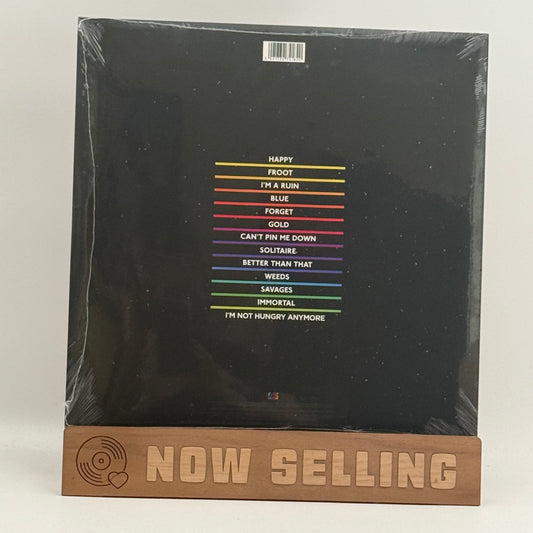 HAPPY
FROOT
I'M A RUIN
BLUE
FORGET
GOLD
CAN'T PIN ME DOWN
SOLITAIRE
BETTER THAN THAT
WEEDS
SAVAGES
IMMORTAL
I'M NOT HUNGRY ANYMORE
NOW SELLING